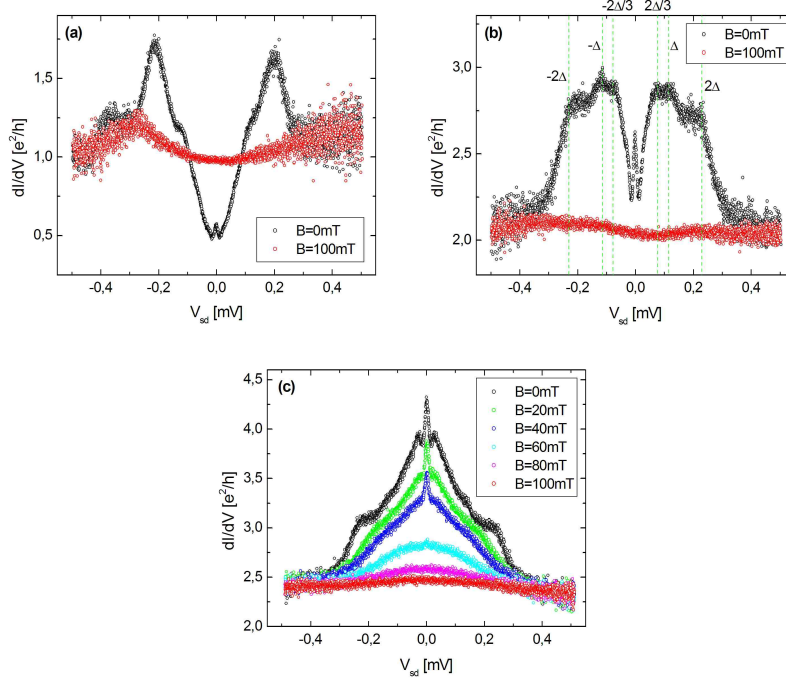 (a)
1,5
1,0
0,5
dI/dV [e²/h]
B=0mT
B=100mT
-0,4 -0,2 0,0 0,2 0,4
V_sd [mV]
-2Δ/3 2Δ/3
(b)
-Δ Δ
-2Δ 2Δ
3,0
2,5
2,0
dI/dV [e²/h]
B=0mT
B=100mT
-0,4 -0,2 0,0 0,2 0,4
V_sd [mV]
(c)
4,5
4,0
3,5
3,0
2,5
2,0
dI/dV [e²/h]
B=0mT
B=20mT
B=40mT
B=60mT
B=80mT
B=100mT
-0,4 -0,2 0,0 0,2 0,4
V_sd [mV]